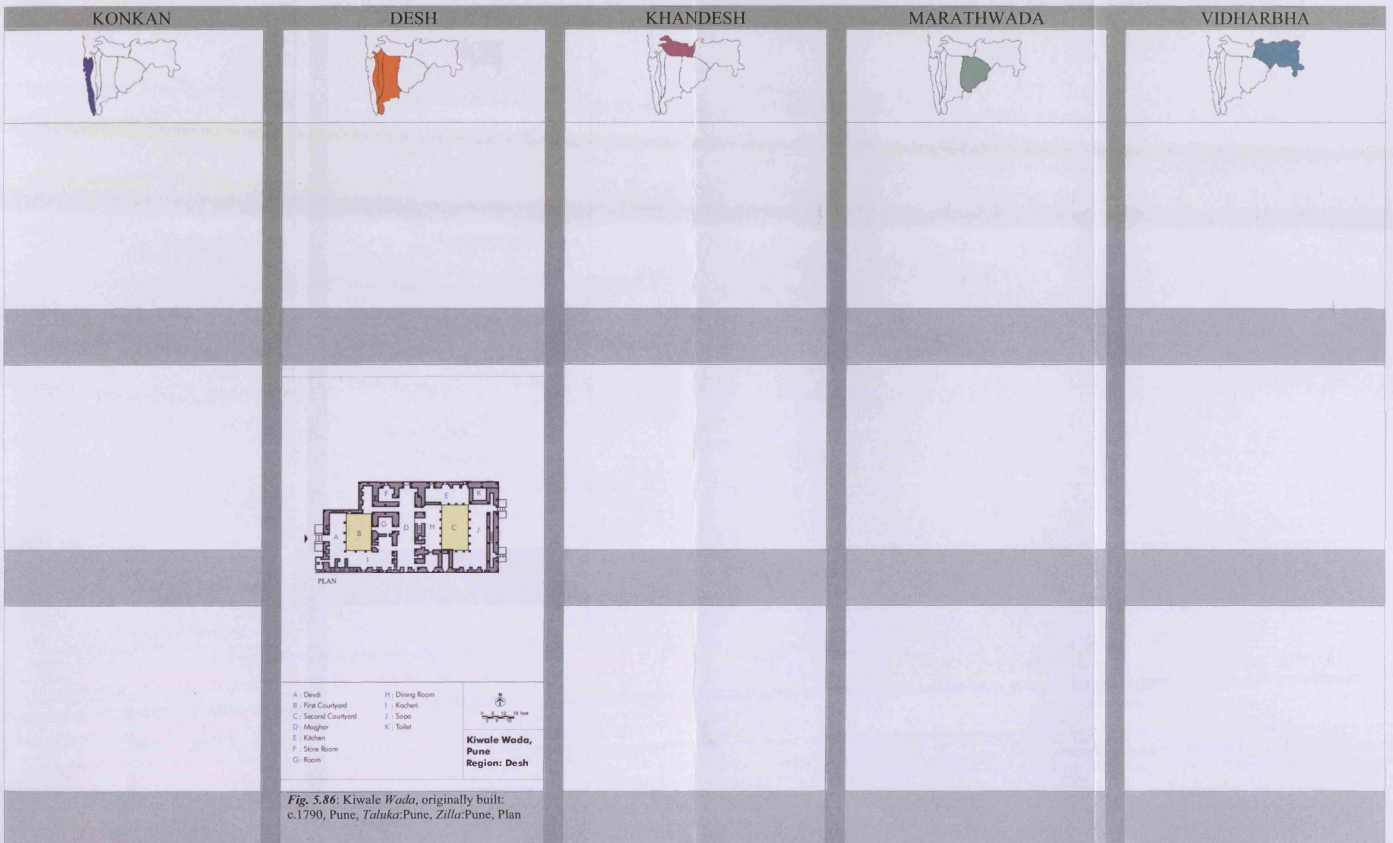 KONKAN
DESH
KHANDESH
MARATHWADA
VIDHARBHA
F
E
K
G
A
B
D
H
C
J
I
PLAN
A : Devdi
B : First Courtyard
C : Second Courtyard
D : Majghar
E : Kitchen
F : Store Room
G : Room
H : Dining Room
I : Kacheri
J : Sopa
K : Toilet
N
Kiwale Wada,
Pune
Region: Desh
Fig. 5.86: Kiwale Wada, originally built:
c.1790, Pune, Taluka:Pune, Zilla:Pune, Plan